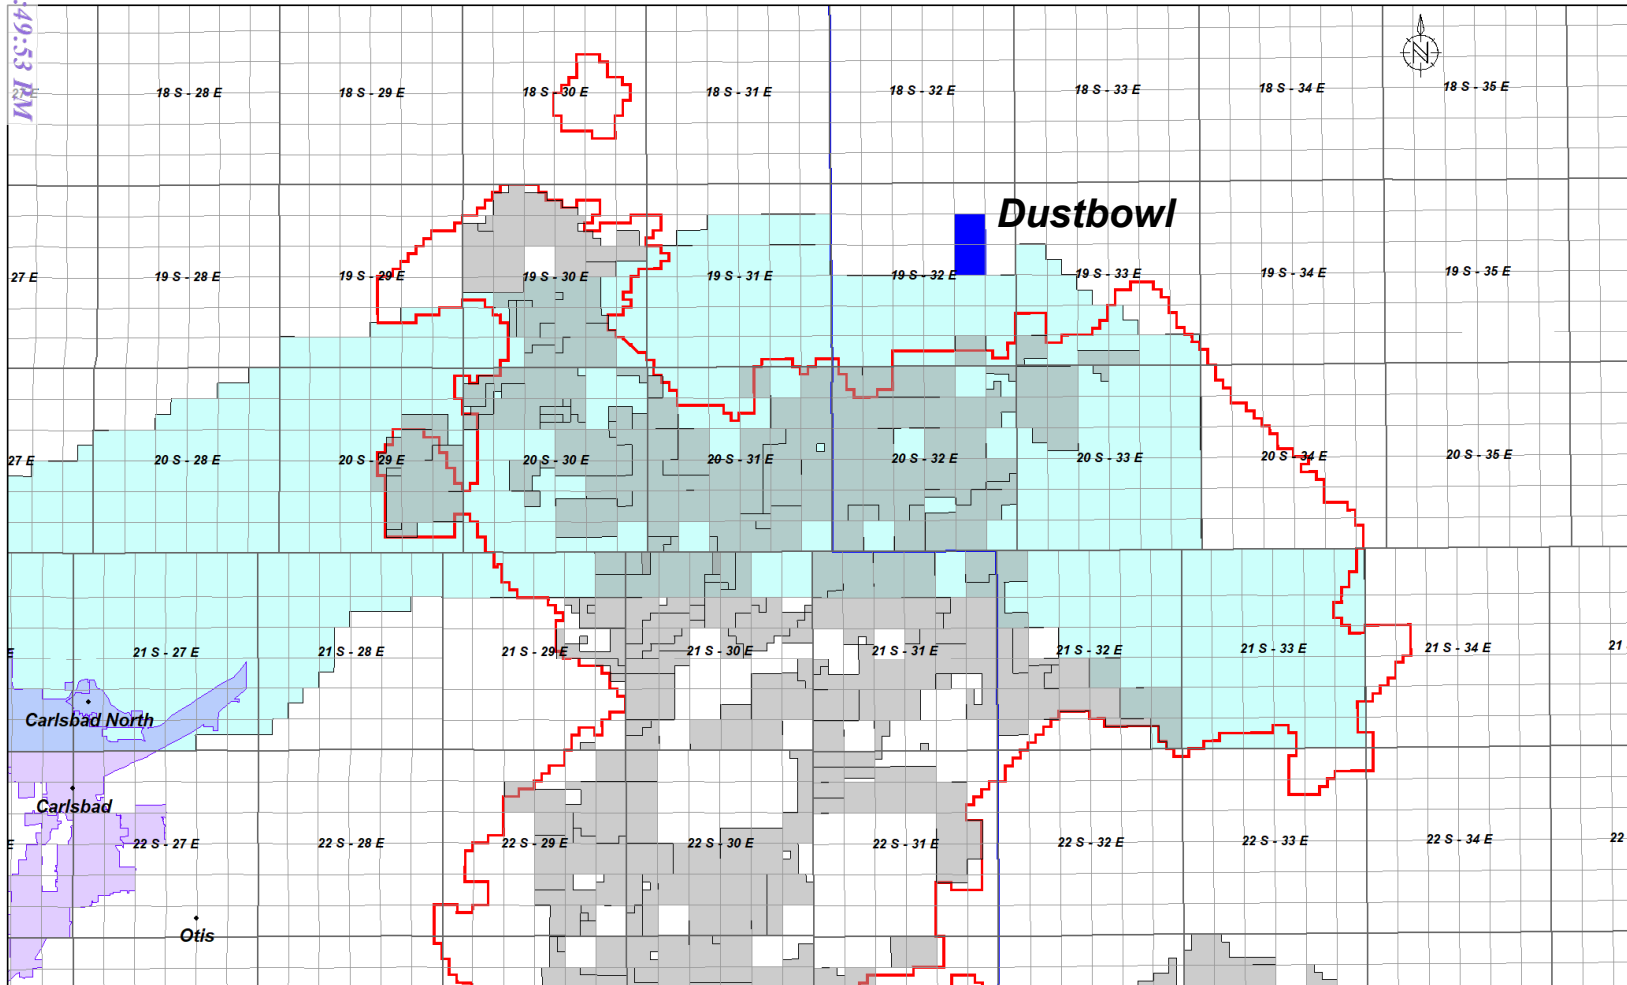 :49:53 PM
N
18 S - 28 E
18 S - 29 E
18 S - 30 E
18 S - 31 E
18 S - 32 E
18 S - 33 E
18 S - 34 E
18 S - 35 E
Dustbowl
27 E
19 S - 28 E
19 S - 29 E
19 S - 30 E
19 S - 31 E
19 S - 32 E
19 S - 33 E
19 S - 34 E
19 S - 35 E
27 E
20 S - 28 E
20 S - 29 E
20 S - 30 E
20 S - 31 E
20 S - 32 E
20 S - 33 E
20 S - 34 E
20 S - 35 E
E
21 S - 27 E
21 S - 28 E
21 S - 29 E
21 S - 30 E
21 S - 31 E
21 S - 32 E
21 S - 33 E
21 S - 34 E
21
Carlsbad North
Carlsbad
E
22 S - 27 E
22 S - 28 E
22 S - 29 E
22 S - 30 E
22 S - 31 E
22 S - 32 E
22 S - 33 E
22 S - 34 E
22
Otis